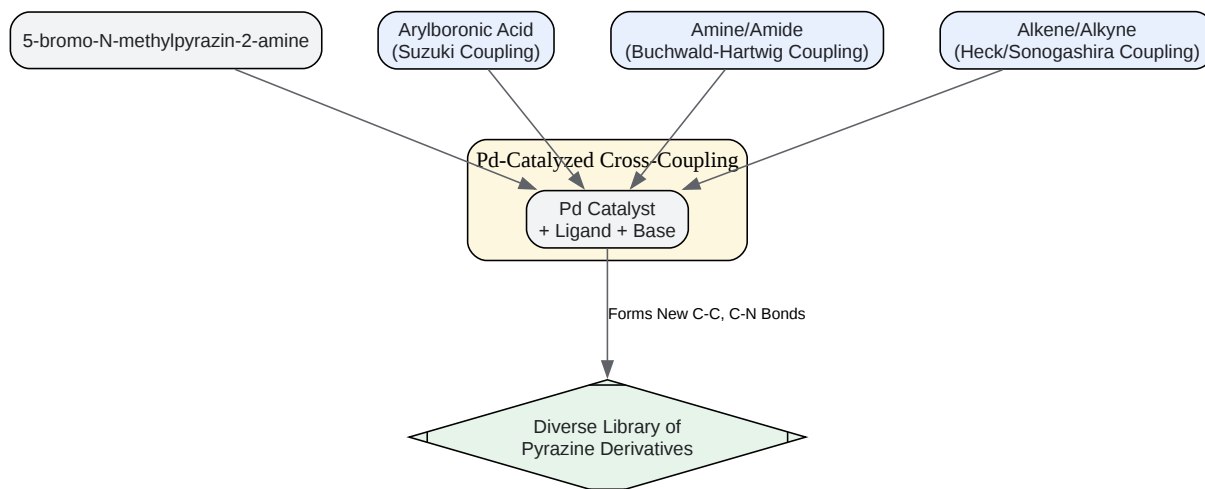 5-bromo-N-methylpyrazin-2-amine
Arylboronic Acid
(Suzuki Coupling)
Amine/Amide
(Buchwald-Hartwig Coupling)
Alkene/Alkyne
(Heck/Sonogashira Coupling)
Pd-Catalyzed Cross-Coupling
Pd Catalyst
+ Ligand + Base
Forms New C-C, C-N Bonds
Diverse Library of
Pyrazine Derivatives